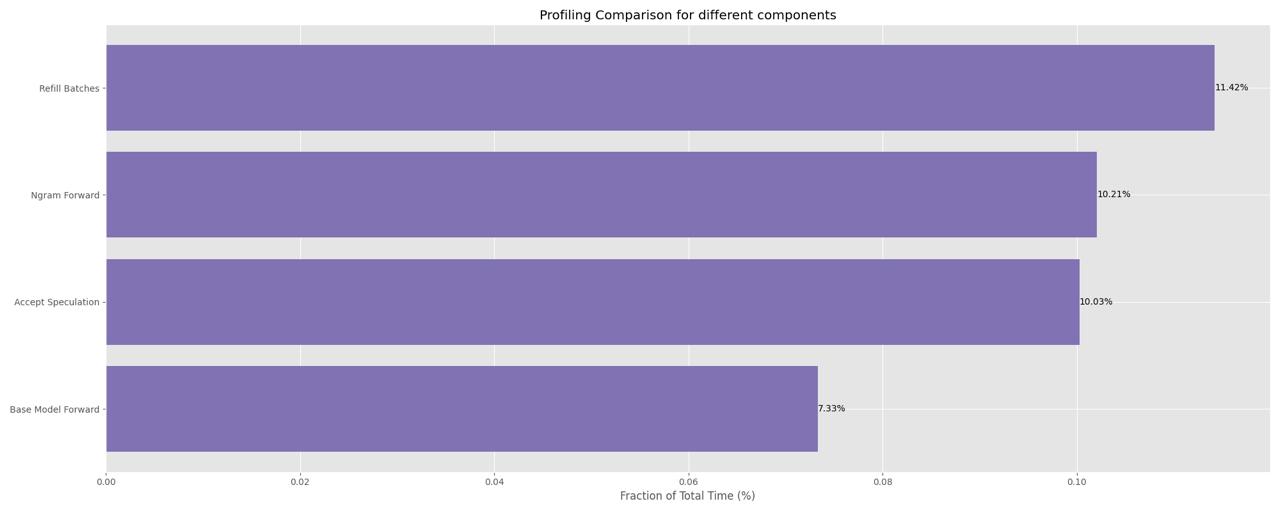 Profiling Comparison for different components
Refill Batches
11.42%
Ngram Forward
10.21%
Accept Speculation
10.03%
Base Model Forward
7.33%
0.00 0.02 0.04 0.06 0.08 0.10
Fraction of Total Time (%)